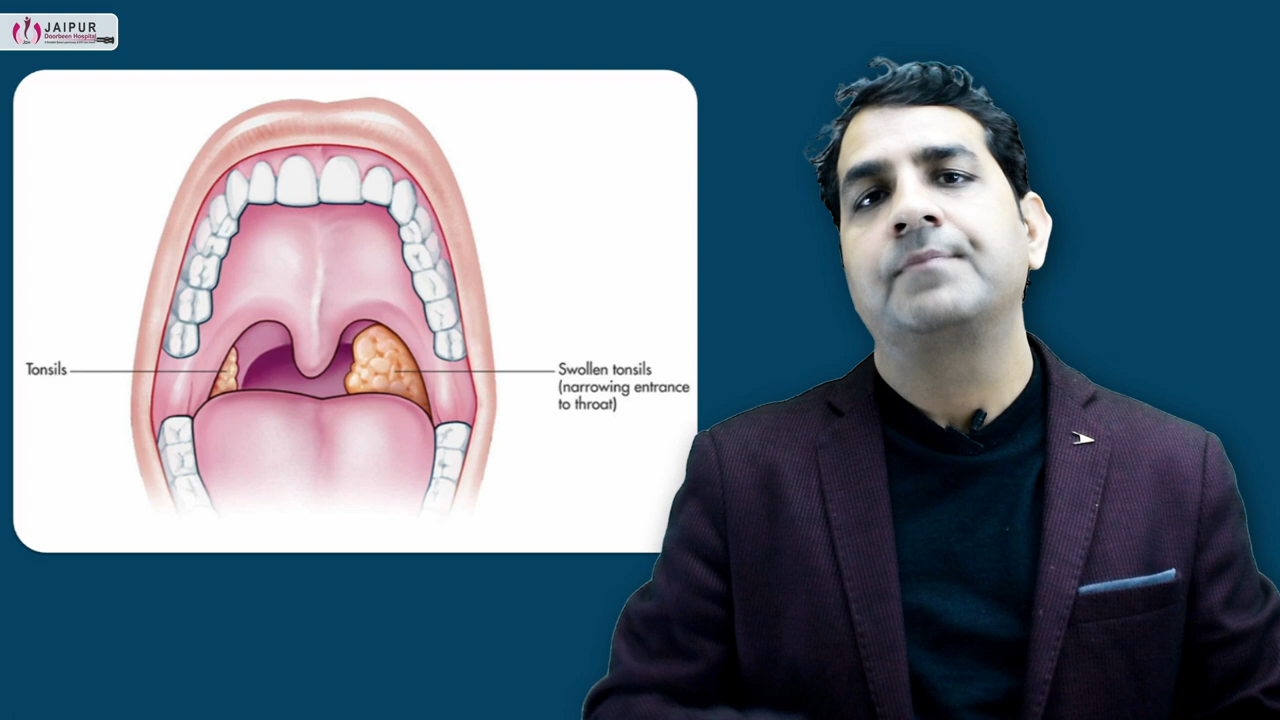 JAIPUR
Doorbeen Hospital
Tonsils
Swollen tonsils
(narrowing entrance
to throat)